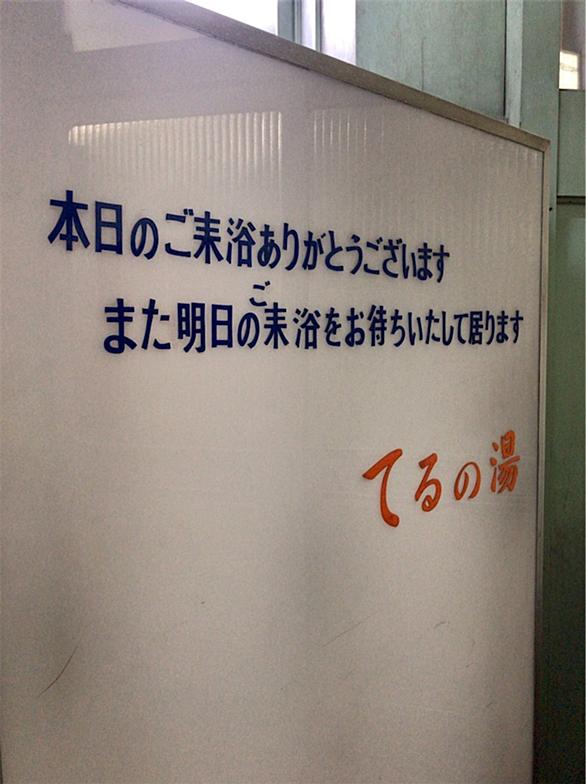 本日のご来浴ありがとうございます
また明日のご来浴をお待ちいたして居ります
てるの湯